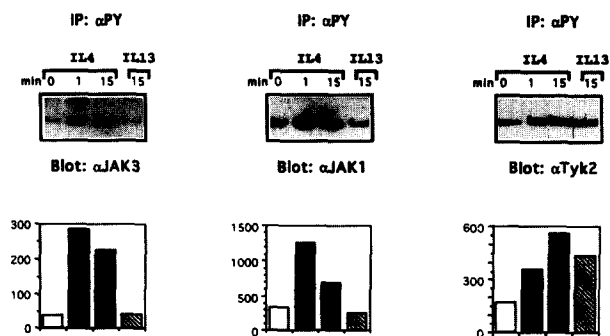 IP: αPY IP: αPY IP: αPY
IL4 IL13 IL4 IL13 IL4 IL13
min 0 1 15 15 min 0 1 15 15 min 0 1 15 15
Blot: αJAK3 Blot: αJAK1 Blot: αTyk2
300
200
100
0
1500
1000
500
0
600
300
0